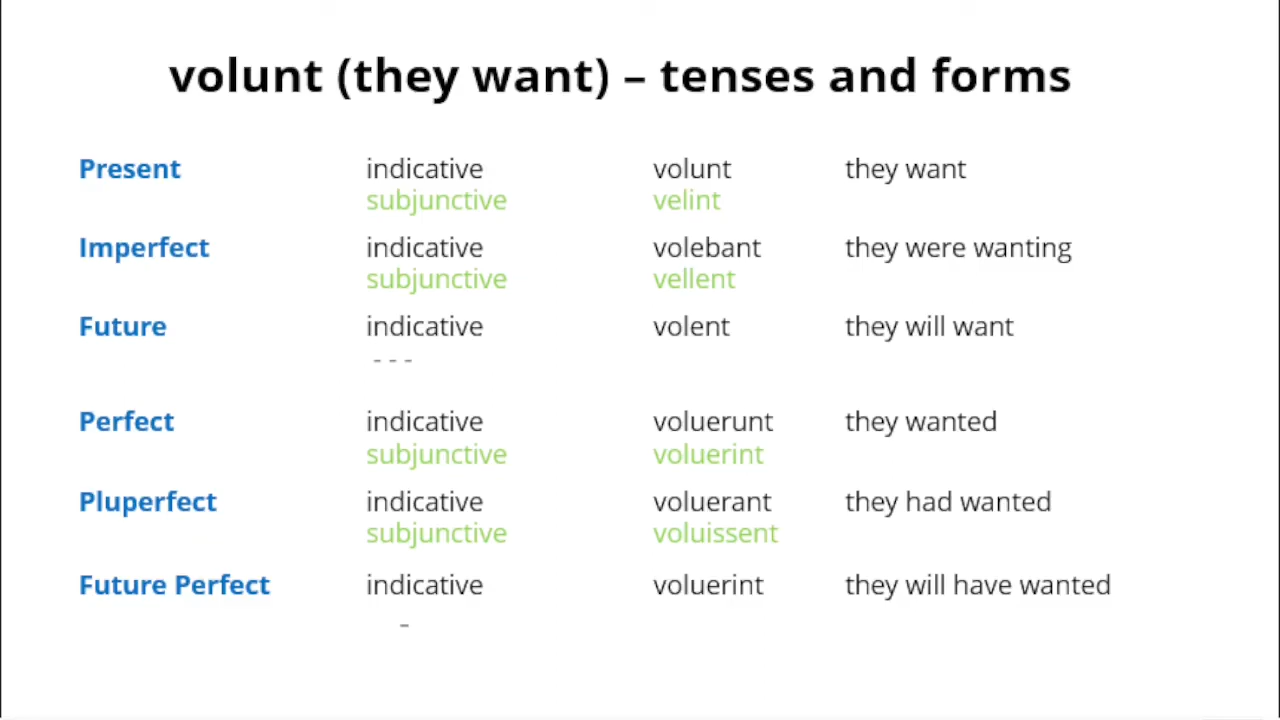 volunt (they want) – tenses and forms
Present indicative volunt they want
subjunctive velint
Imperfect indicative volebant they were wanting
subjunctive vellent
Future indicative volent they will want
- - -
Perfect indicative voluerunt they wanted
subjunctive voluerint
Pluperfect indicative voluerant they had wanted
subjunctive voluissent
Future Perfect indicative voluerint they will have wanted
-